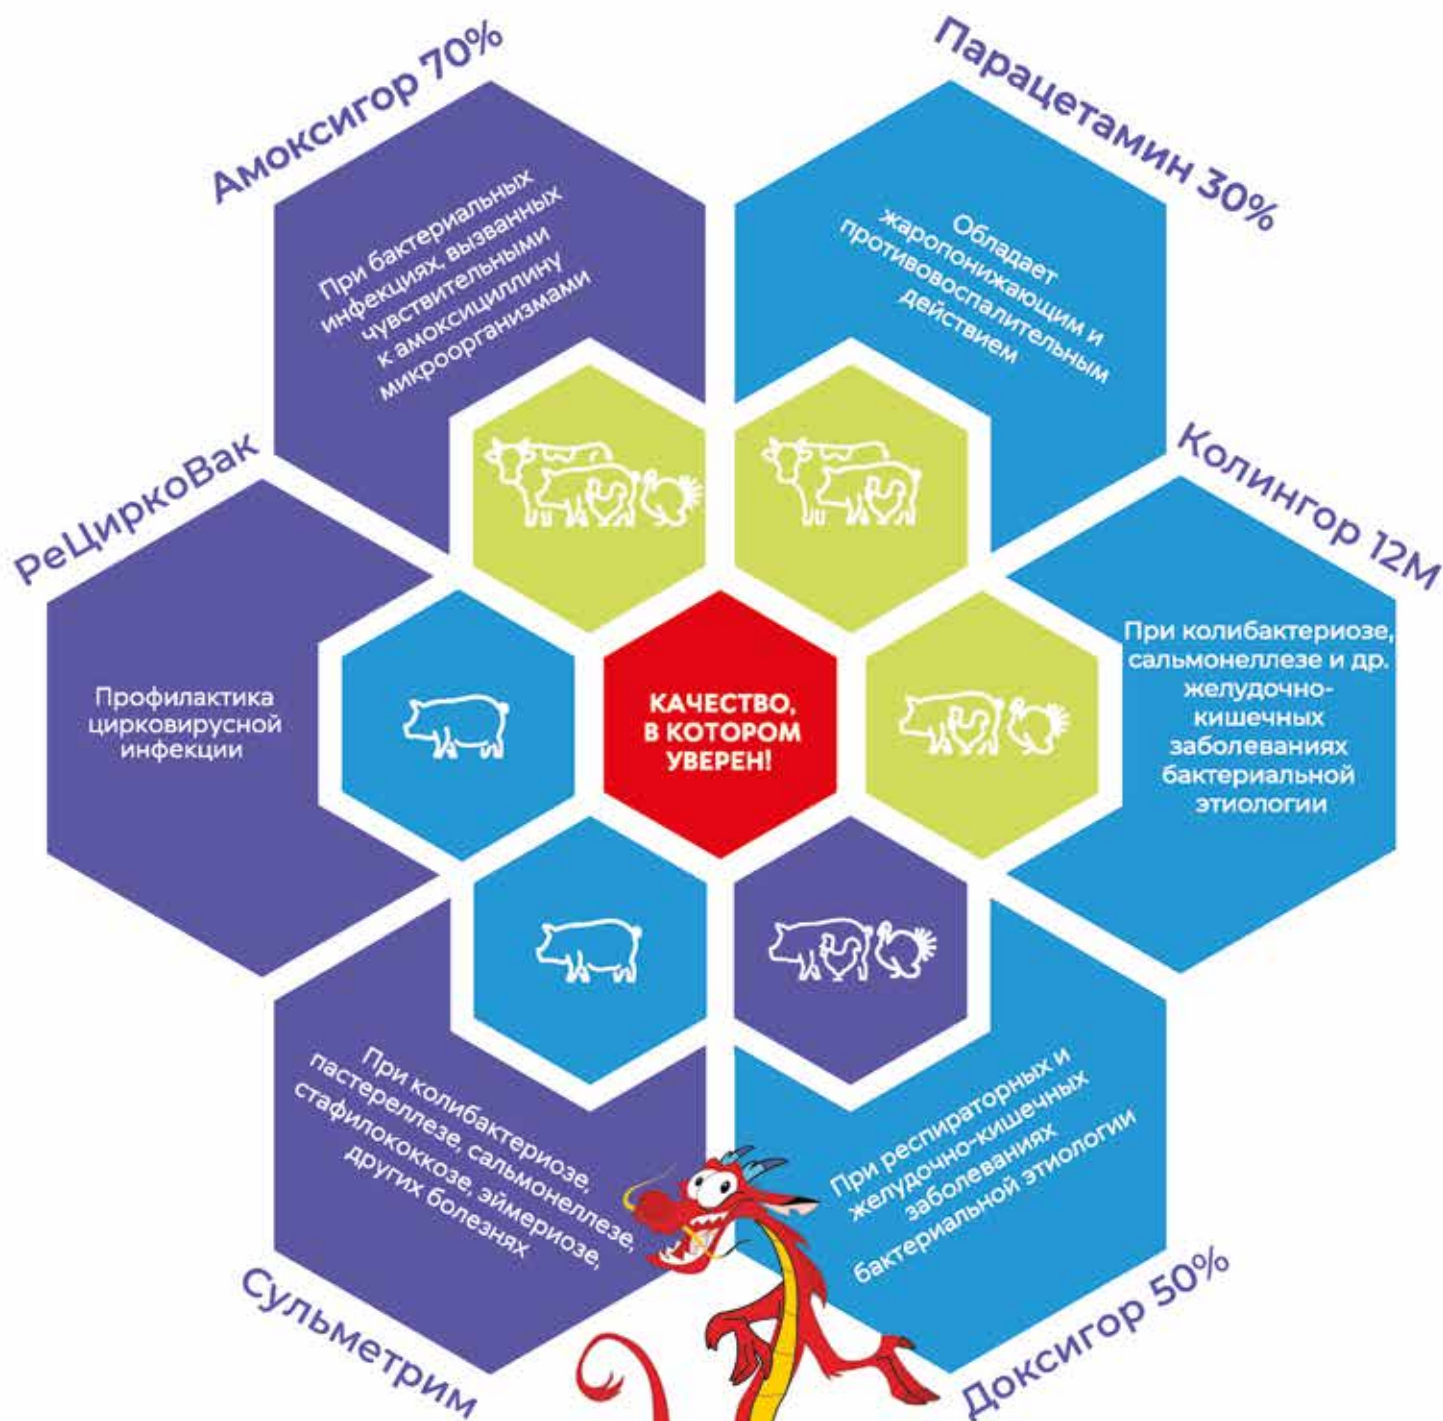 Амоксигор 70%
При бактериальных
инфекциях, вызванных
чувствительными
к амоксициллину
микроорганизмами
Парацетамин 30%
Обладает
жаропонижающим и
противовоспалительным
действием
РеЦиркоВак
Профилактика
цирковирусной
инфекции
КАЧЕСТВО,
В КОТОРОМ
УВЕРЕН!
Колингор 12М
При колибактериозе,
сальмонеллезе и др.
желудочно-
кишечных
заболеваниях
бактериальной
этиологии
При колибактериозе,
пастереллезе, сальмонеллезе,
стафилококкозе, эймериозе,
других болезнях
Сульметрим
При респираторных и
желудочно-кишечных
заболеваниях
бактериальной этиологии
Доксигор 50%